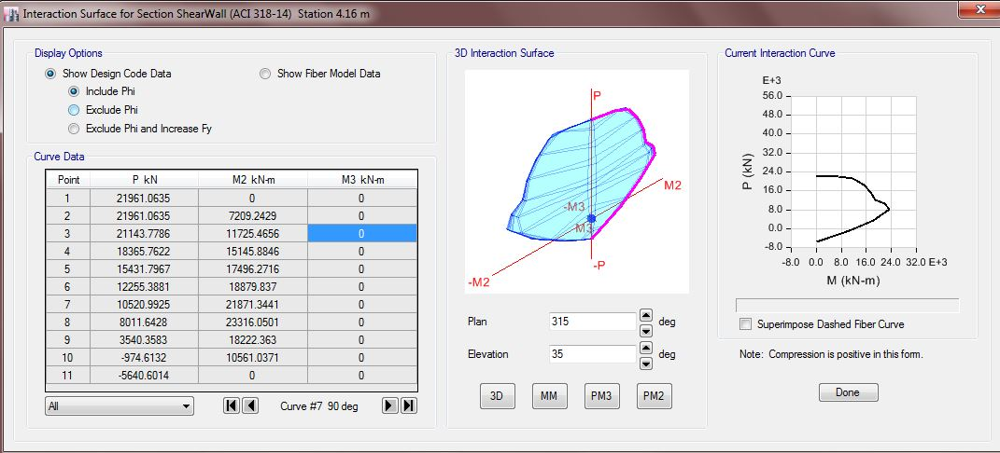 Interaction Surface for Section ShearWall (ACI 318-14) Station 4.16 m
Display Options
Show Design Code Data
Show Fiber Model Data
Include Phi
Exclude Phi
Exclude Phi and Increase Fy
Curve Data
Point P kN M2 kN-m M3 kN-m
1 21961.0635 0 0
2 21961.0635 7209.2429 0
3 21143.7786 11725.4656 0
4 18365.7622 15145.8846 0
5 15431.7967 17496.2716 0
6 12255.3881 18879.837 0
7 10520.9925 21871.3441 0
8 8011.6428 23316.0501 0
9 3540.3583 18222.363 0
10 -974.6132 10561.0371 0
11 -5640.6014 0 0
All
Curve #7 90 deg
3D Interaction Surface
P
M2
-M3
M3
-P
-M2
Plan 315 deg
Elevation 35 deg
3D MM PM3 PM2
Current Interaction Curve
E+3
56.0
48.0
40.0
32.0
24.0
16.0
8.0
0.0
-8.0
P (kN)
-8.0 0.0 8.0 16.0 24.0 32.0 E+3
M (kN-m)
Superimpose Dashed Fiber Curve
Note: Compression is positive in this form.
Done